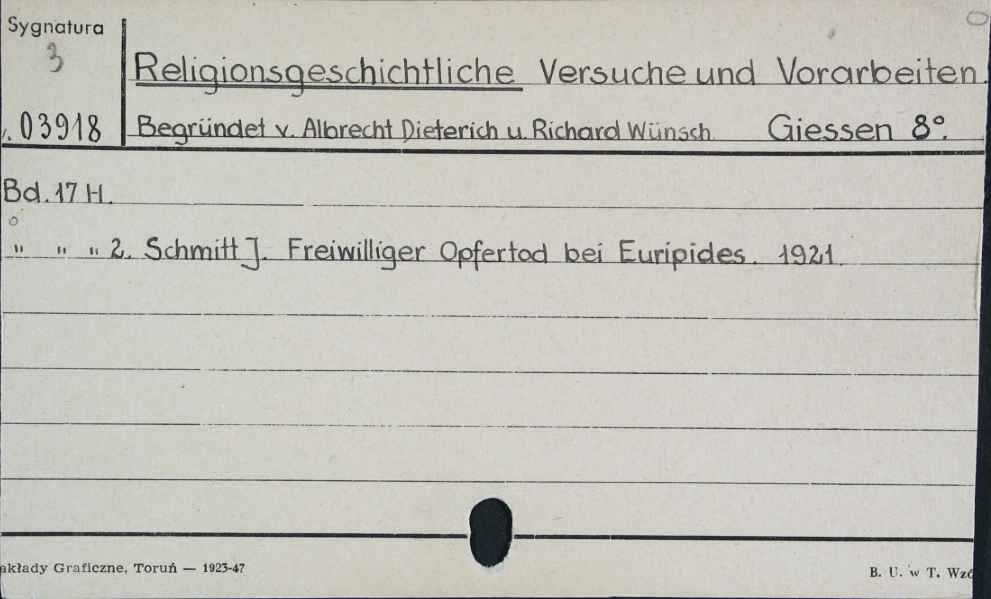 Sygnatura
3
Religionsgeschichtliche Versuche und Vorarbeiten.
03918 Begründet v. Albrecht Dieterich u. Richard Wünsch. Giessen 8°.
Bd. 17 H.
" " " 2. Schmitt J. Freiwilliger Opfertod bei Euripides. 1921.
akłady Graficzne, Toruń — 1923-47
B. U. w T. Wzó